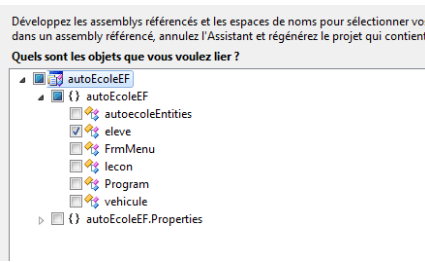 Développez les assemblys référencés et les espaces de noms pour sélectionner vo
dans un assembly référencé, annulez l'Assistant et régénérez le projet qui contient
Quels sont les objets que vous voulez lier ?
autoEcoleEF
{} autoEcoleEF
autoecoleEntities
eleve
FrmMenu
lecon
Program
vehicule
{} autoEcoleEF.Properties